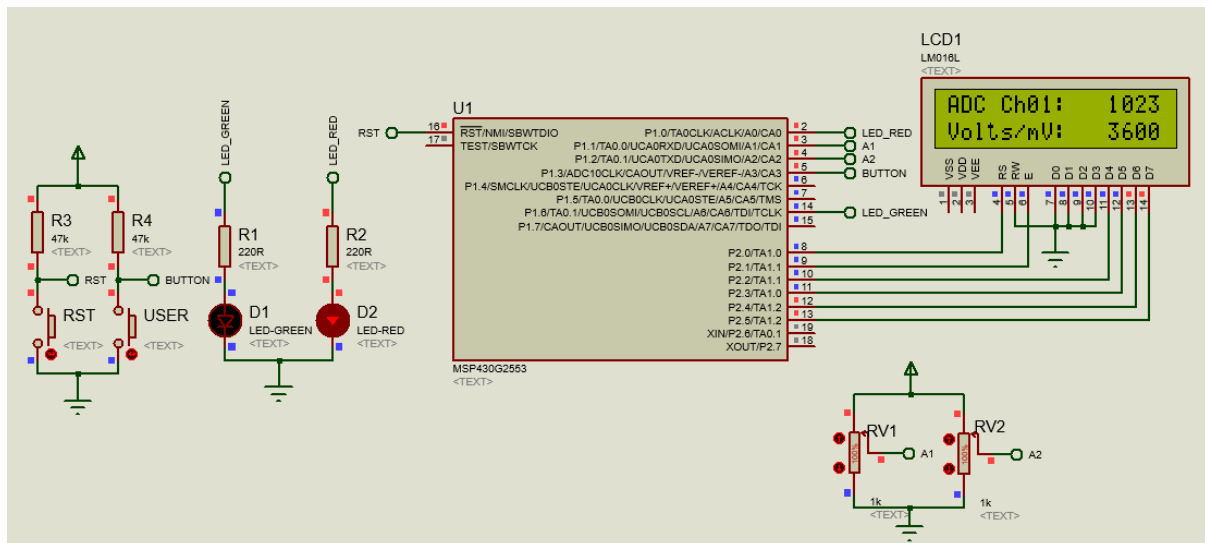 LCD1
LM016L
<TEXT>
ADC Ch01: 1023
Volts/mV: 3600
VSS
VDD
VEE
RS
RW
E
D0
D1
D2
D3
D4
D5
D6
D7
1
2
3
4
5
6
7
8
9
10
11
12
13
14
LED_GREEN
LED_RED
U1
RST
16
RST/NMI/SBWTDIO
17
TEST/SBWTCK
P1.0/TA0CLK/ACLK/A0/CA0
2
LED_RED
P1.1/TA0.0/UCA0RXD/UCA0SOMI/A1/CA1
3
A1
P1.2/TA0.1/UCA0TXD/UCA0SIMO/A2/CA2
4
A2
P1.3/ADC10CLK/CAOUT/VREF-/VEREF-/A3/CA3
5
BUTTON
P1.4/SMCLK/UCB0STE/UCA0CLK/VREF+/VEREF+/A4/CA4/TCK
6
P1.5/TA0.0/UCB0CLK/UCA0STE/A5/CA5/TMS
7
P1.6/TA0.1/UCB0SOMI/UCB0SCL/A6/CA6/TDI/TCLK
14
LED_GREEN
P1.7/CAOUT/UCB0SIMO/UCB0SDA/A7/CA7/TDO/TDI
15
P2.0/TA1.0
8
P2.1/TA1.1
9
P2.2/TA1.1
10
P2.3/TA1.0
11
P2.4/TA1.2
12
P2.5/TA1.2
13
XIN/P2.6/TA0.1
19
XOUT/P2.7
18
MSP430G2553
<TEXT>
R3
47k
<TEXT>
R4
47k
<TEXT>
R1
220R
<TEXT>
R2
220R
<TEXT>
RST
BUTTON
RST
<TEXT>
USER
<TEXT>
D1
LED-GREEN
<TEXT>
D2
LED-RED
<TEXT>
RV1
100%
A1
1k
<TEXT>
RV2
100%
A2
1k
<TEXT>